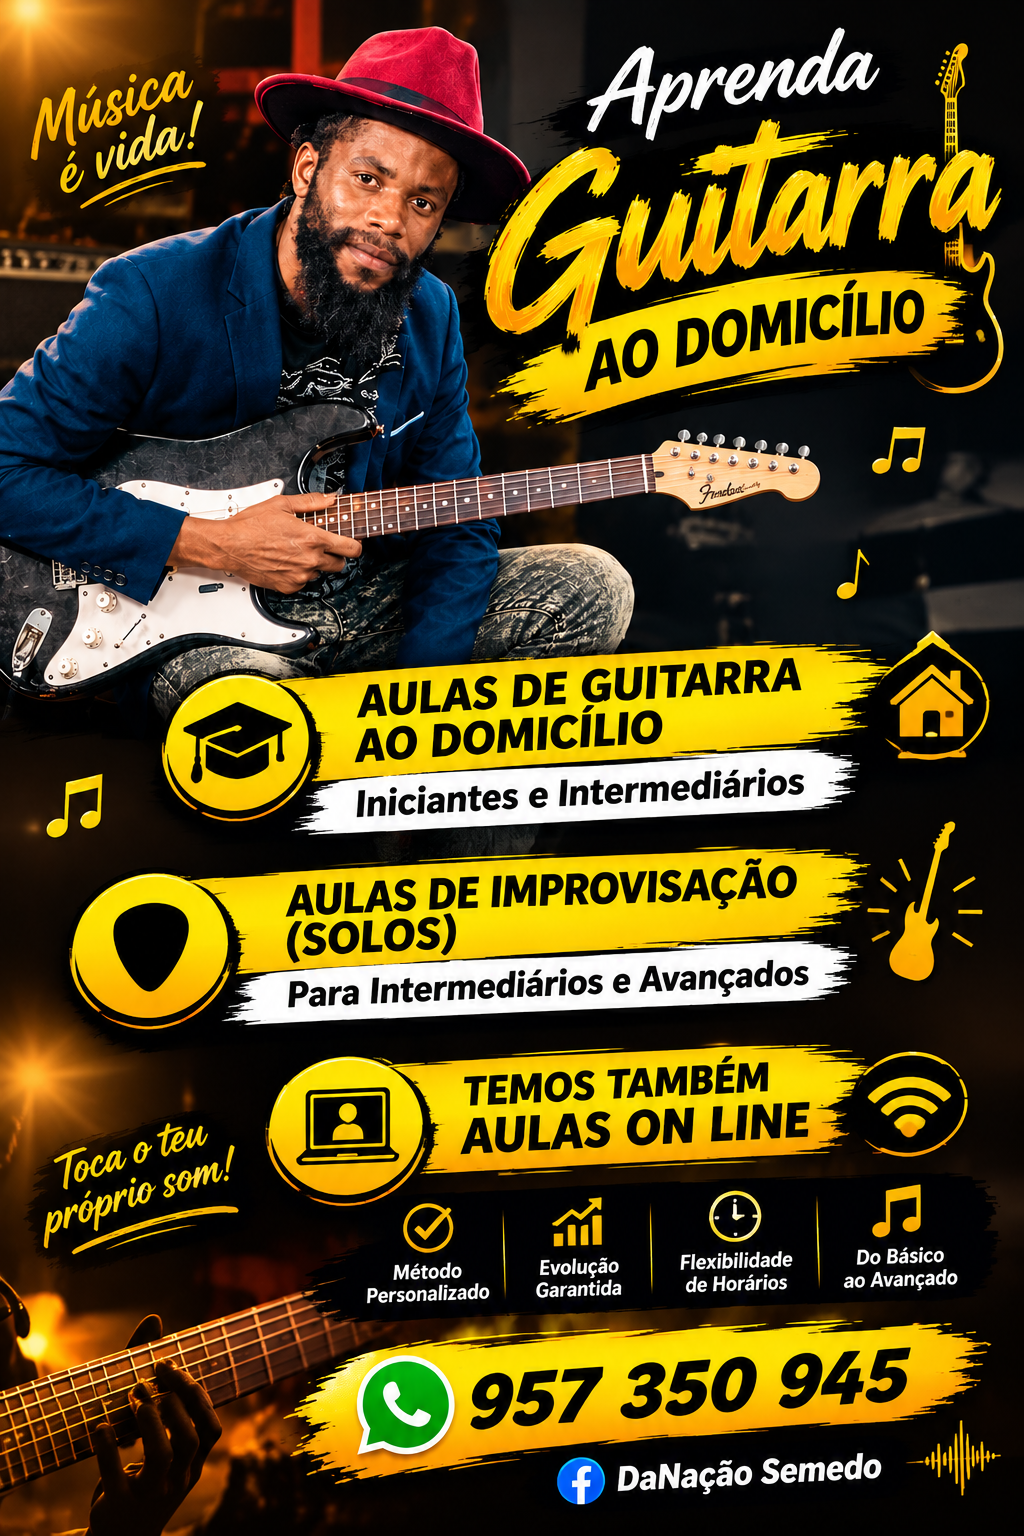 Música
é vida!
Aprenda
Guitarra
AO DOMICÍLIO
Fender
AULAS DE GUITARRA
AO DOMICÍLIO
Iniciantes e Intermediários
AULAS DE IMPROVISAÇÃO
(SOLOS)
Para Intermediários e Avançados
TEMOS TAMBÉM
AULAS ON LINE
Toca o teu
próprio som!
Método
Personalizado
Evolução
Garantida
Flexibilidade
de Horários
Do Básico
ao Avançado
957 350 945
DaNação Semedo